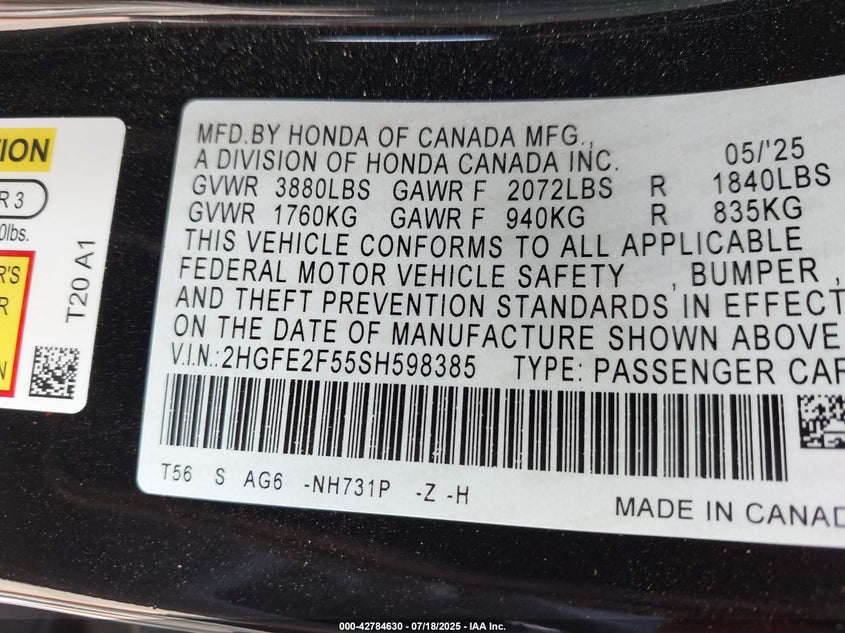 TION
R 3
0lbs.
R'S
R
N
T20 A1
MFD.BY HONDA OF CANADA MFG.,
A DIVISION OF HONDA CANADA INC. 05/'25
GVWR 3880LBS GAWR F 2072LBS R 1840LBS
GVWR 1760KG GAWR F 940KG R 835KG
THIS VEHICLE CONFORMS TO ALL APPLICABLE
FEDERAL MOTOR VEHICLE SAFETY , BUMPER ,
AND THEFT PREVENTION STANDARDS IN EFFECT
ON THE DATE OF MANUFACTURE SHOWN ABOVE
V.I.N.:2HGFE2F55SH598385 TYPE: PASSENGER CAR
T56 S AG6 -NH731P -Z -H
MADE IN CANAD
000-42784630 - 07/18/2025 - IAA Inc.